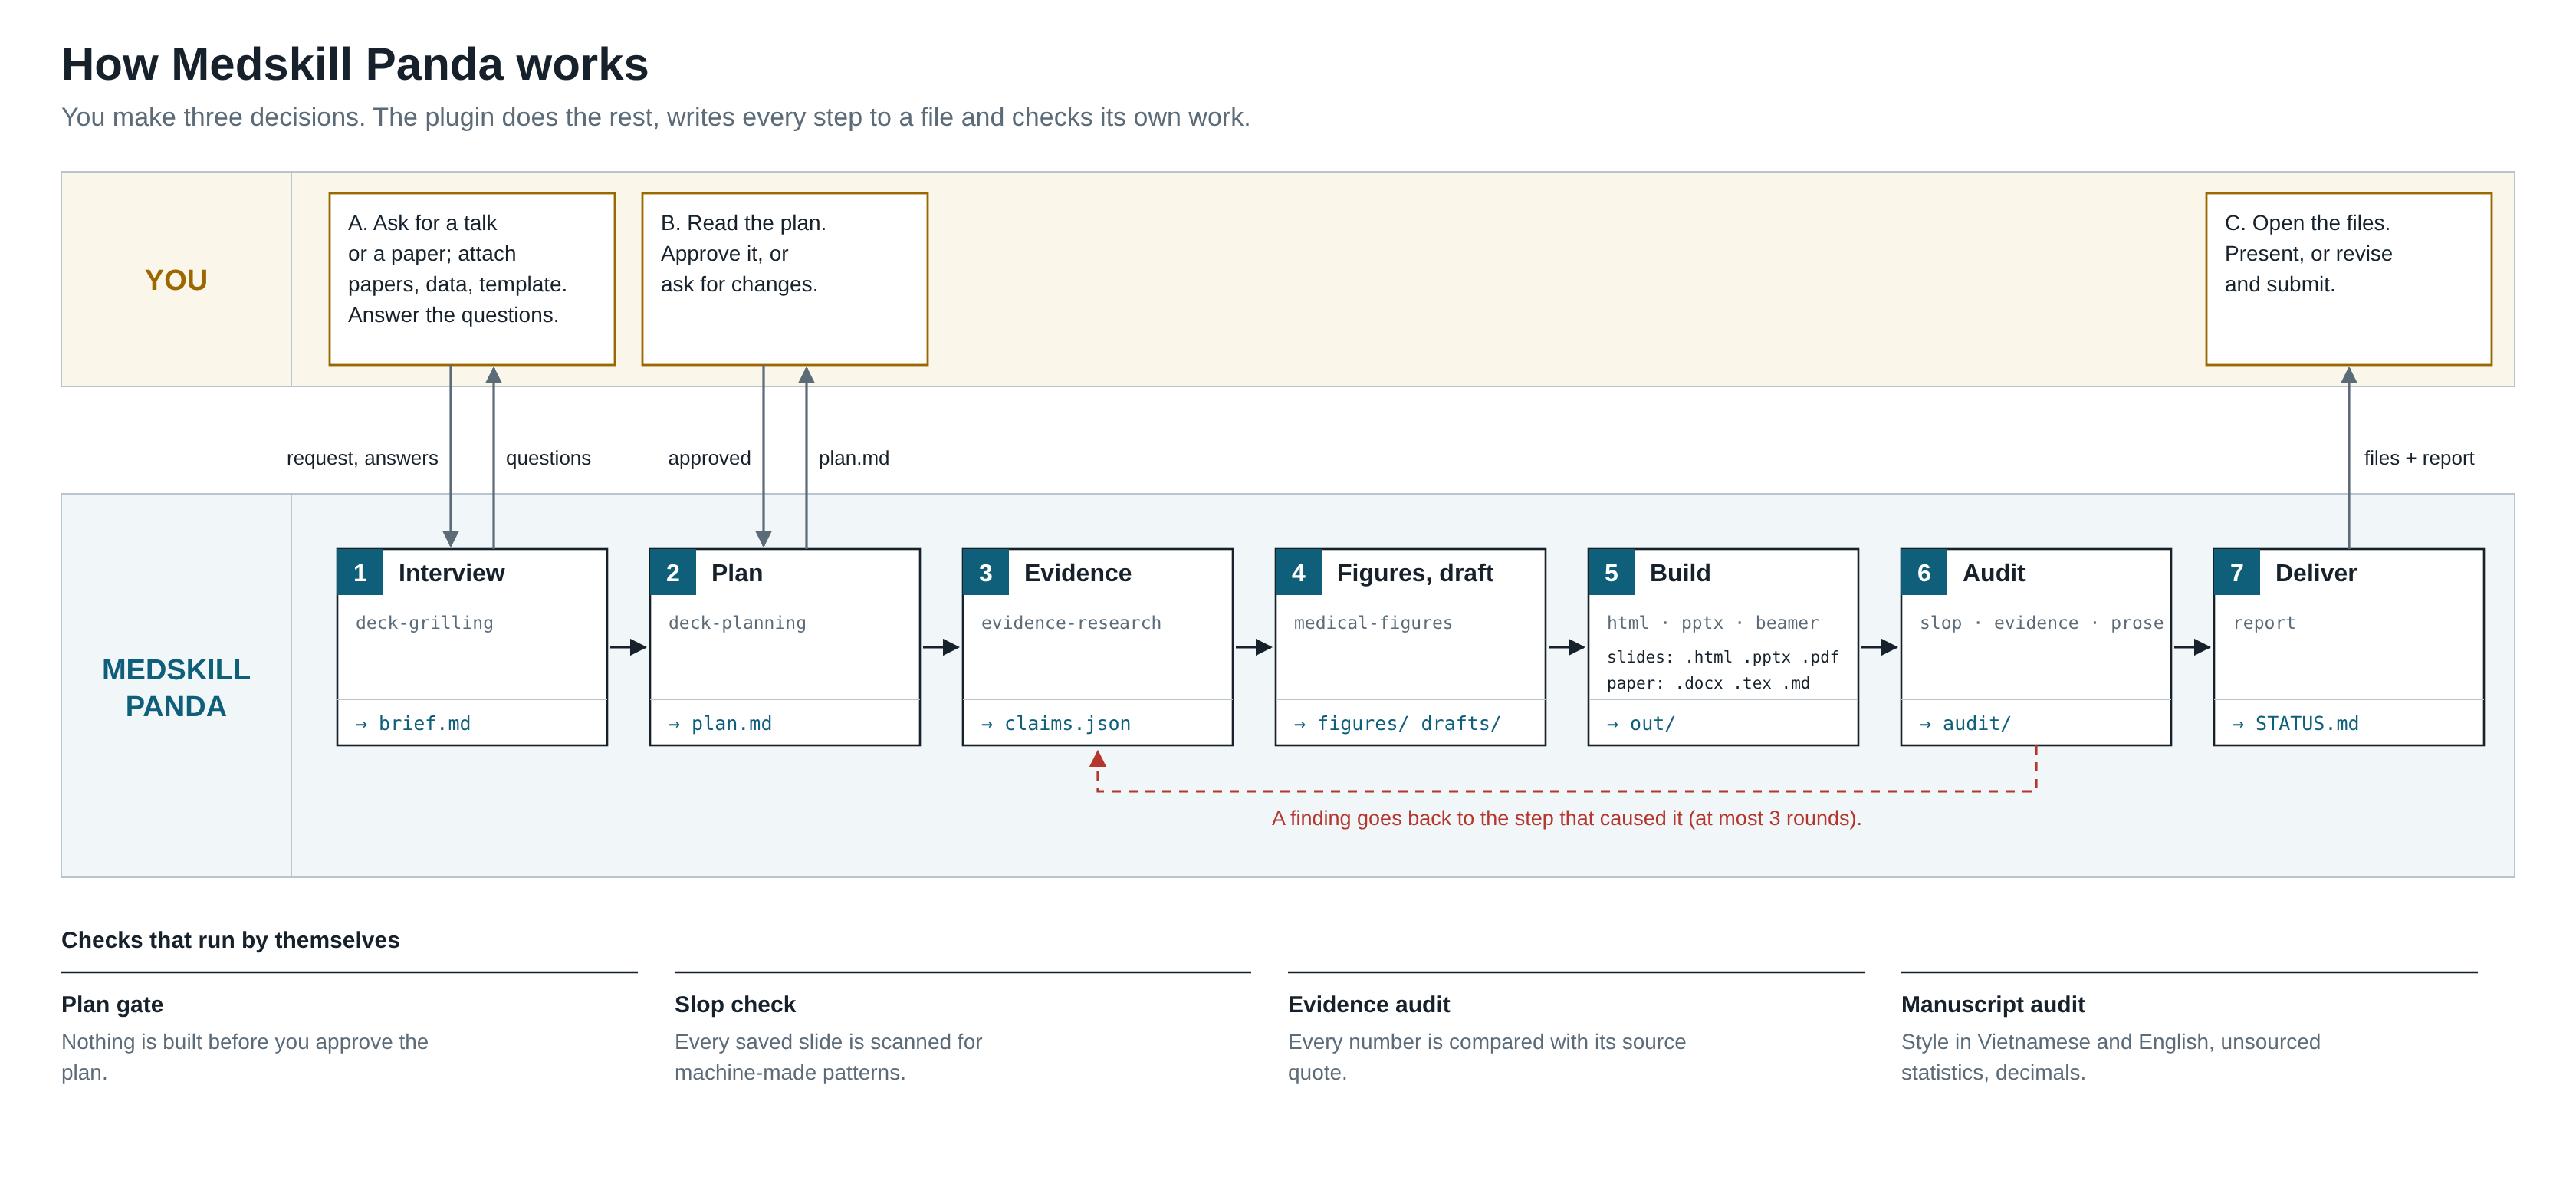 How Medskill Panda works
You make three decisions. The plugin does the rest, writes every step to a file and checks its own work.
YOU
A. Ask for a talk
or a paper; attach
papers, data, template.
Answer the questions.
B. Read the plan.
Approve it, or
ask for changes.
C. Open the files.
Present, or revise
and submit.
request, answers
questions
approved
plan.md
files + report
MEDSKILL
PANDA
1 Interview
deck-grilling
→ brief.md
2 Plan
deck-planning
→ plan.md
3 Evidence
evidence-research
→ claims.json
4 Figures, draft
medical-figures
→ figures/ drafts/
5 Build
html · pptx · beamer
slides: .html .pptx .pdf
paper: .docx .tex .md
→ out/
6 Audit
slop · evidence · prose
→ audit/
7 Deliver
report
→ STATUS.md
A finding goes back to the step that caused it (at most 3 rounds).
Checks that run by themselves
Plan gate
Nothing is built before you approve the
plan.
Slop check
Every saved slide is scanned for
machine-made patterns.
Evidence audit
Every number is compared with its source
quote.
Manuscript audit
Style in Vietnamese and English, unsourced
statistics, decimals.